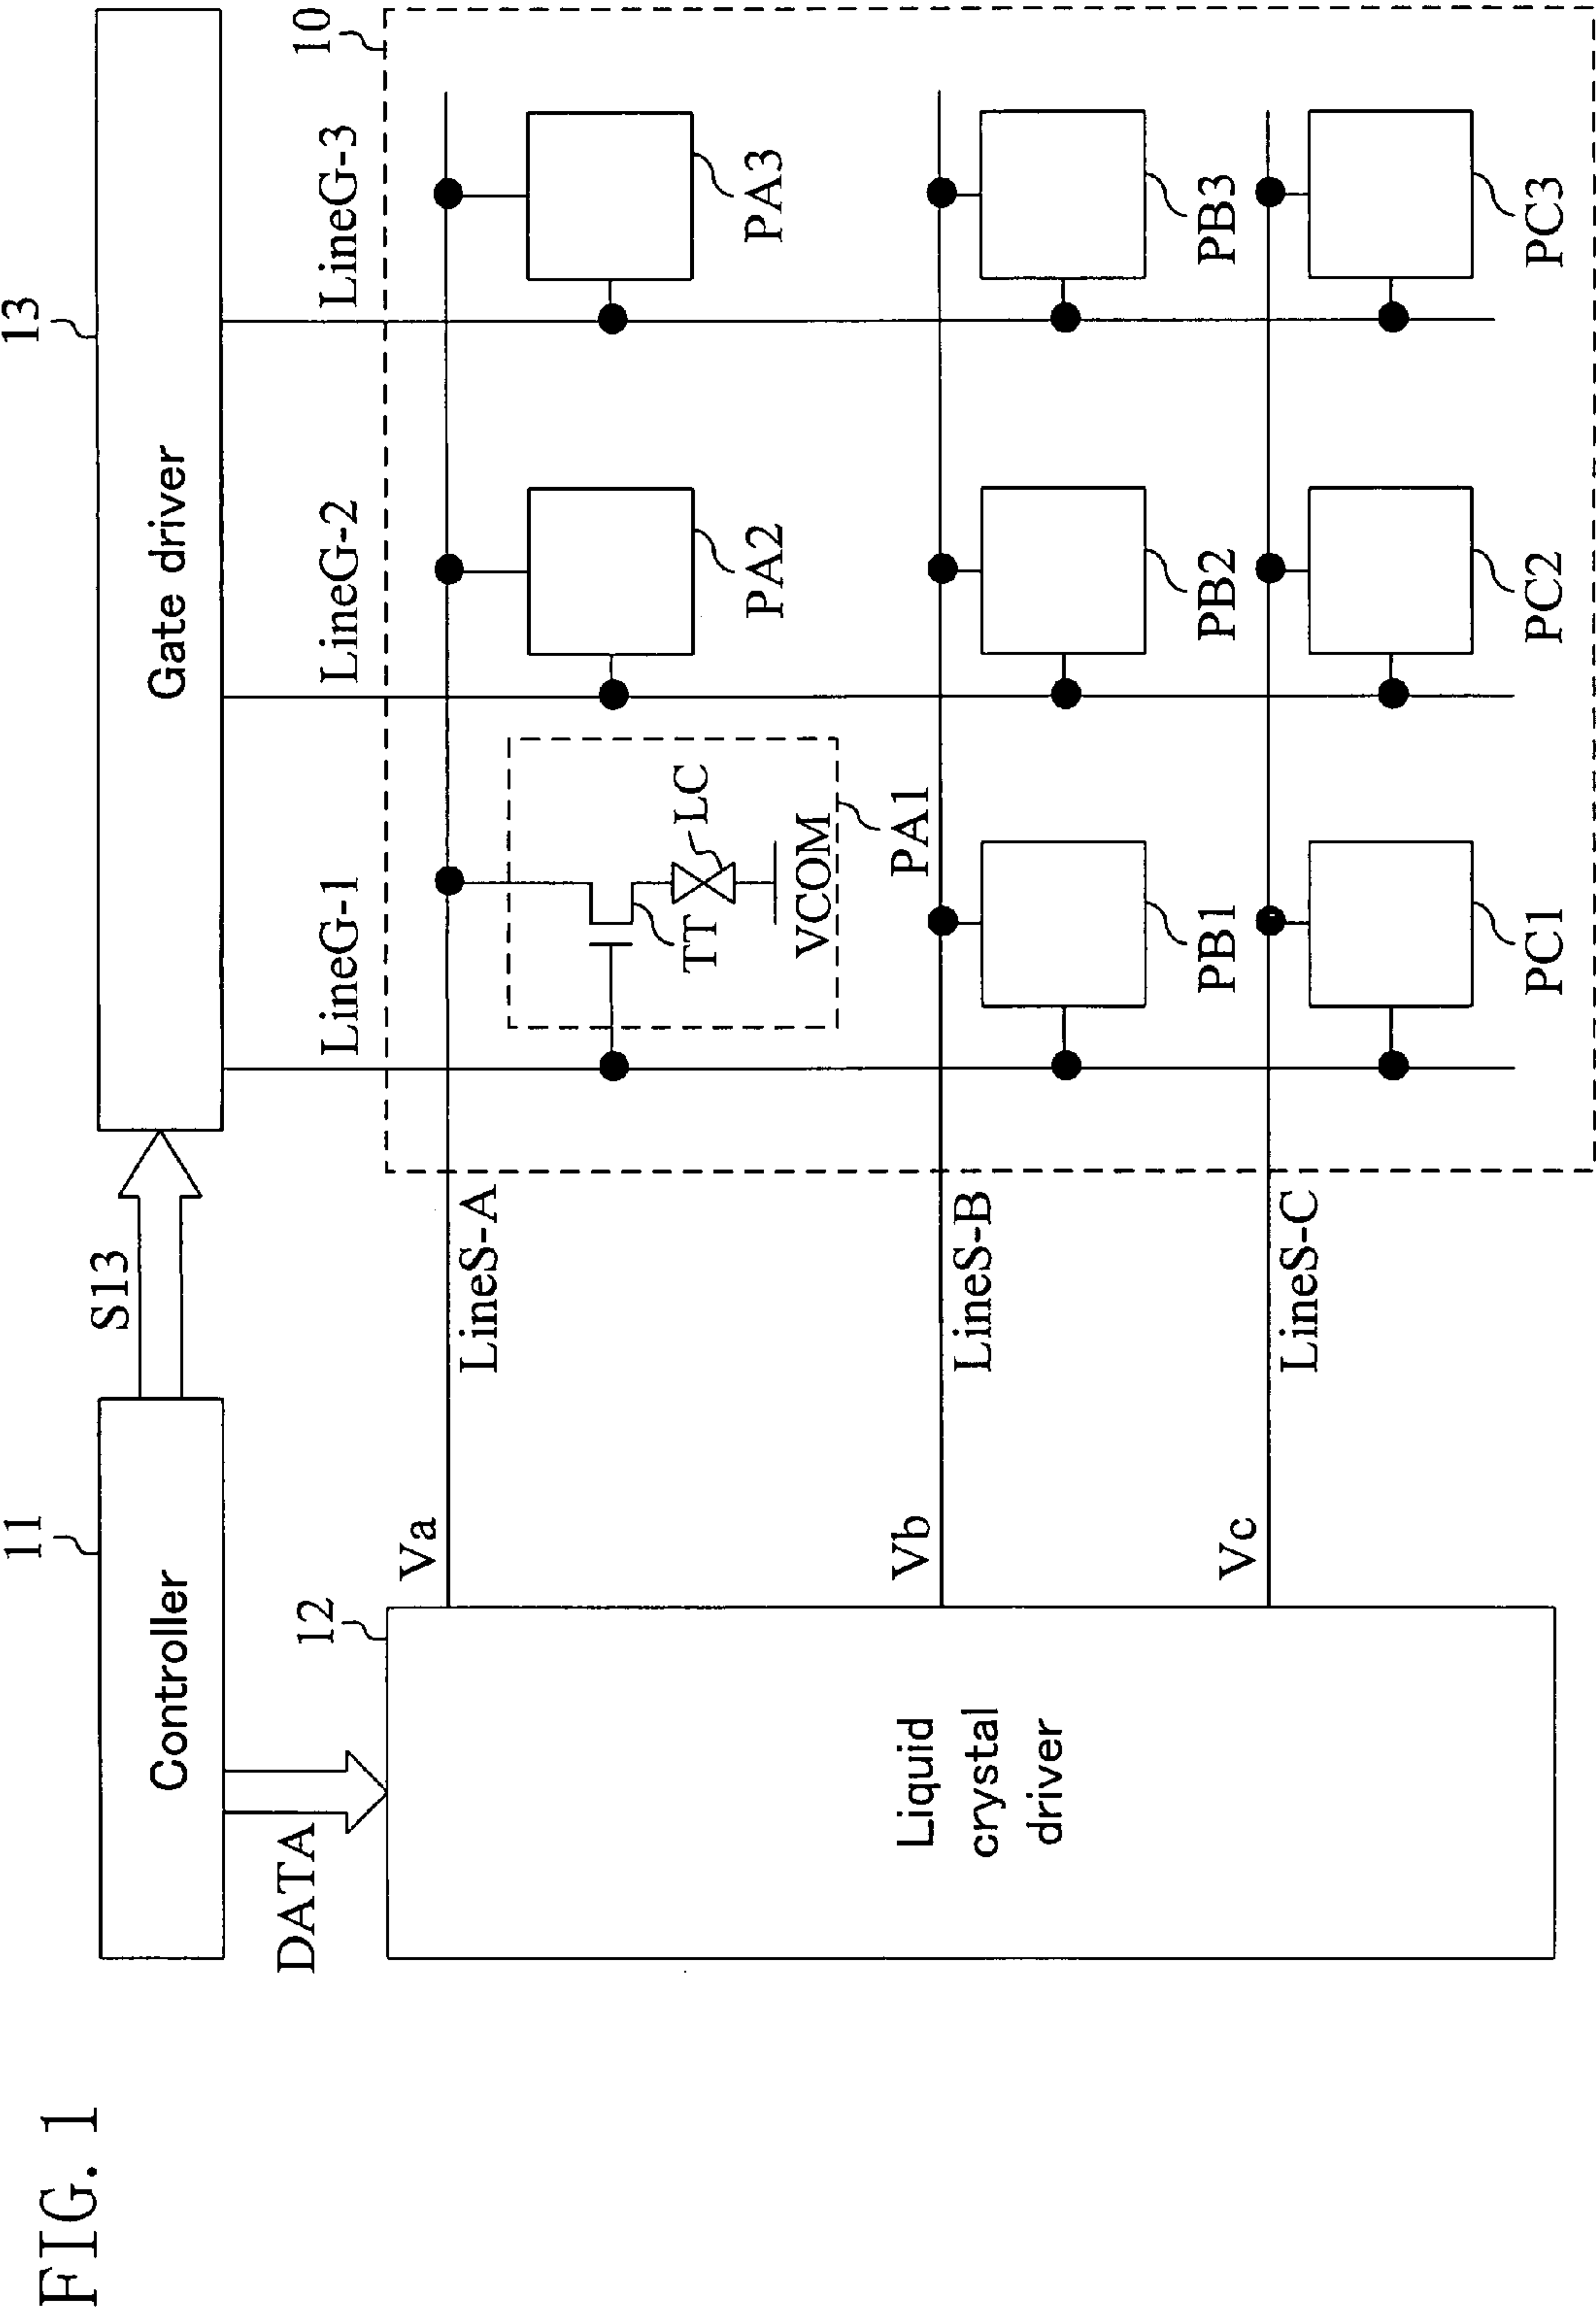 FIG. 1
11
Controller
S13
13
Gate driver
DATA
12
Liquid
crystal
driver
10
LineG-1
LineG-2
LineG-3
Va
LineS-A
TT
LC
VCOM
PA1
PA2
PA3
Vb
LineS-B
PB1
PB2
PB3
Vc
LineS-C
PC1
PC2
PC3